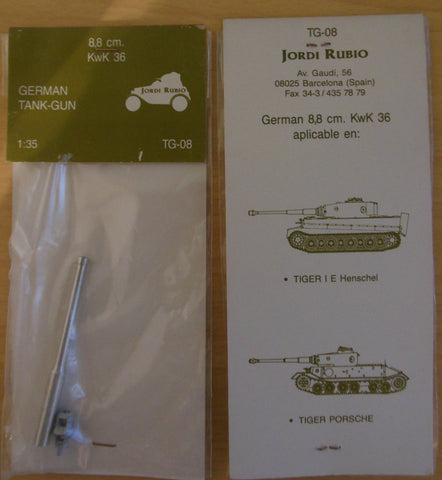 8,8 cm.
KwK 36
GERMAN
TANK-GUN
JORDI RUBIO
1:35
TG-08
TG-08
JORDI RUBIO
Av. Gaudí, 56
08025 Barcelona (Spain)
Fax 34-3/435 78 79
German 8,8 cm. KwK 36
aplicable en:
• TIGER I E Henschel
• TIGER PORSCHE